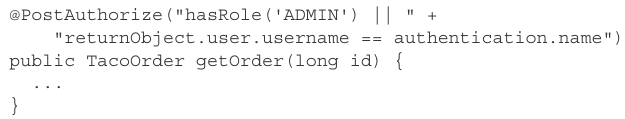 @PostAuthorize("hasRole('ADMIN') || " +
    "returnObject.user.username == authentication.name")
public TacoOrder getOrder(long id) {
  ...
}